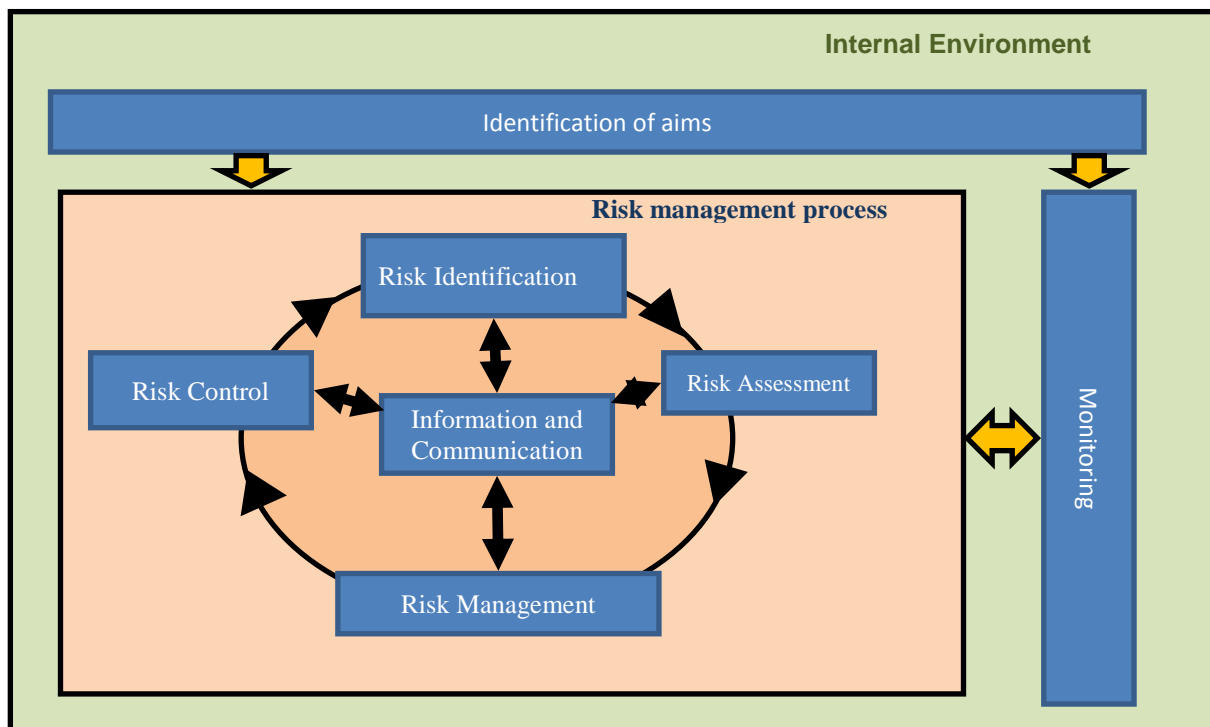 Internal Environment
Identification of aims
Risk management process
Risk Identification
Risk Control
Risk Assessment
Information and
Communication
Risk Management
Monitoring